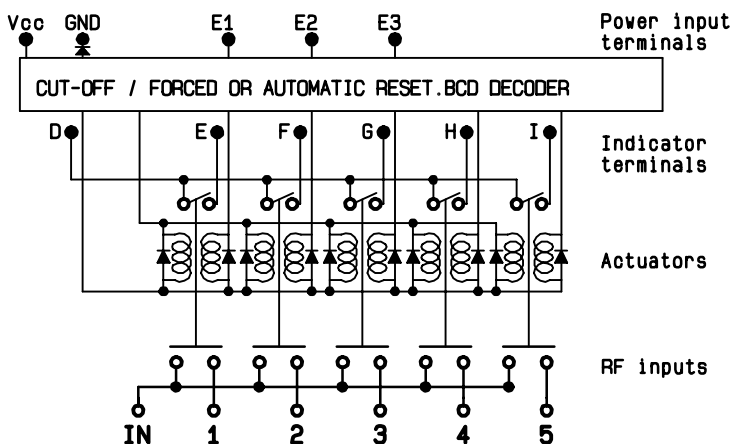 Vcc GND E1 E2 E3 Power input
terminals
CUT-OFF / FORCED OR AUTOMATIC RESET.BCD DECODER
D E F G H I Indicator
terminals
Actuators
RF inputs
IN 1 2 3 4 5